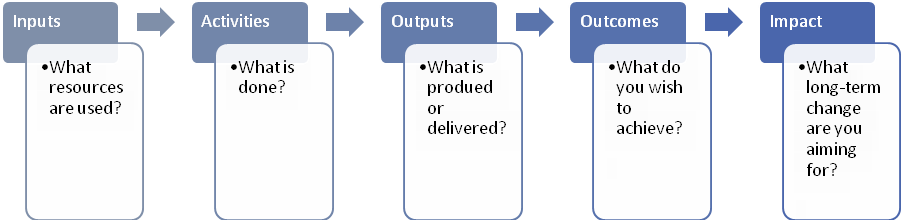 Inputs
•What
resources
are used?
Activities
•What is
done?
Outputs
•What is
produed
or
delivered?
Outcomes
•What do
you wish
to
achieve?
Impact
•What
long-term
change
are you
aiming
for?